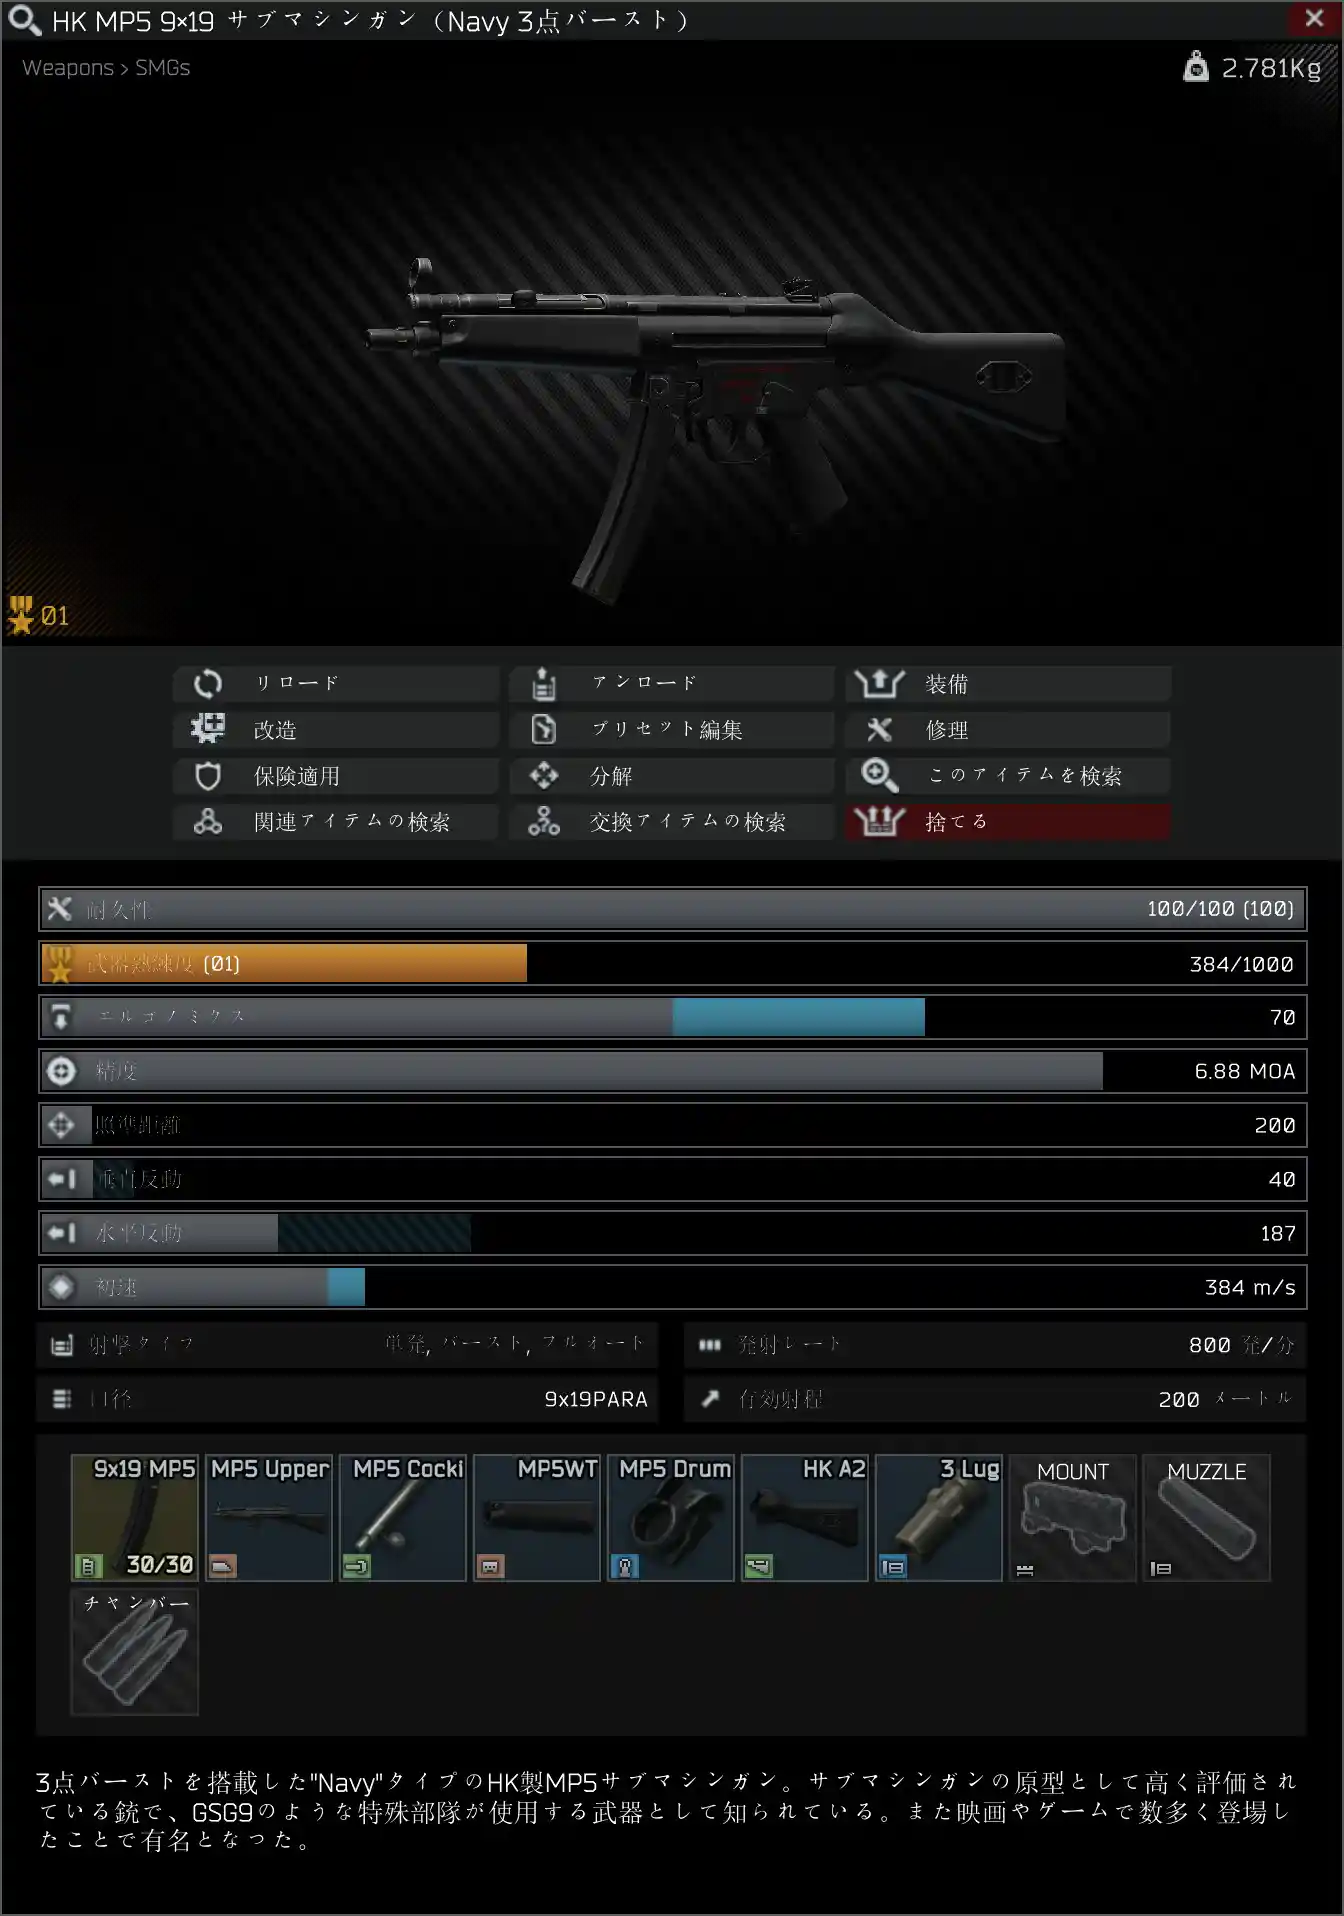 HK MP5 9×19 サブマシンガン（Navy 3点バースト）
Weapons > SMGs
2.781Kg
01
リロード
アンロード
装備
改造
プリセット編集
修理
保険適用
分解
このアイテムを検索
関連アイテムの検索
交換アイテムの検索
捨てる
耐久性 100/100 (100)
武器熟練度 (01) 384/1000
エルゴノミクス 70
精度 6.88 MOA
照準距離 200
垂直反動 40
水平反動 187
初速 384 m/s
射撃タイプ 単発, バースト, フルオート
発射レート 800 発/分
口径 9x19PARA
有効射程 200 メートル
9x19 MP5
30/30
MP5 Upper
MP5 Cocki
MP5WT
MP5 Drum
HK A2
3 Lug
MOUNT
MUZZLE
チャンバー
3点バーストを搭載した"Navy"タイプのHK製MP5サブマシンガン。サブマシンガンの原型として高く評価され
ている銃で、GSG9のような特殊部隊が使用する武器として知られている。また映画やゲームで数多く登場し
たことで有名となった。